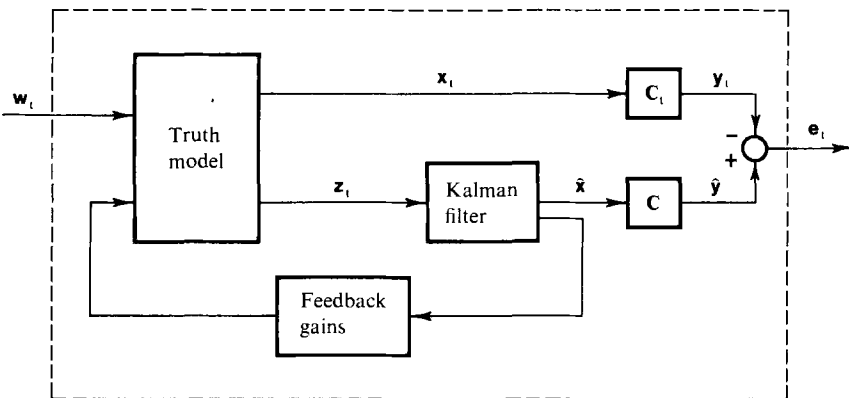 x_t
y_t
C_t
w_t
Truth
model
−
+
e_t
z_t
Kalman
filter
x̂
C
ŷ
Feedback
gains